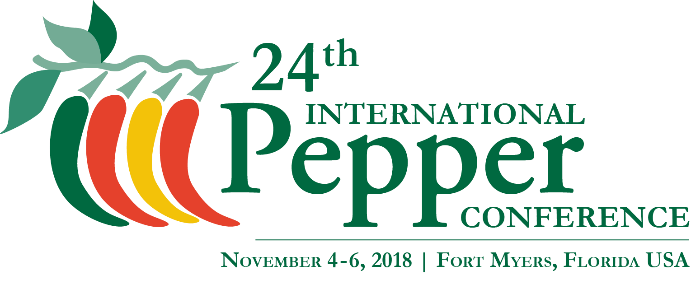 24th
INTERNATIONAL
Pepper
CONFERENCE
NOVEMBER 4-6, 2018 | FORT MYERS, FLORIDA USA